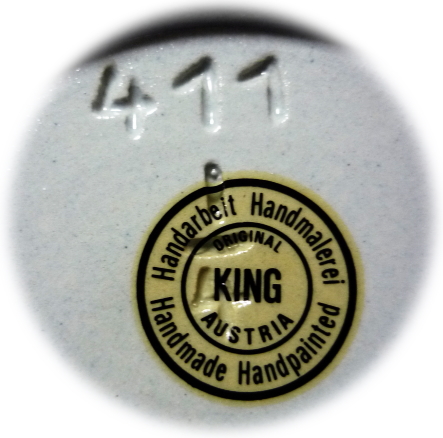 411
Handarbeit Handmalerei
ORIGINAL
KING
AUSTRIA
Handmade Handpainted